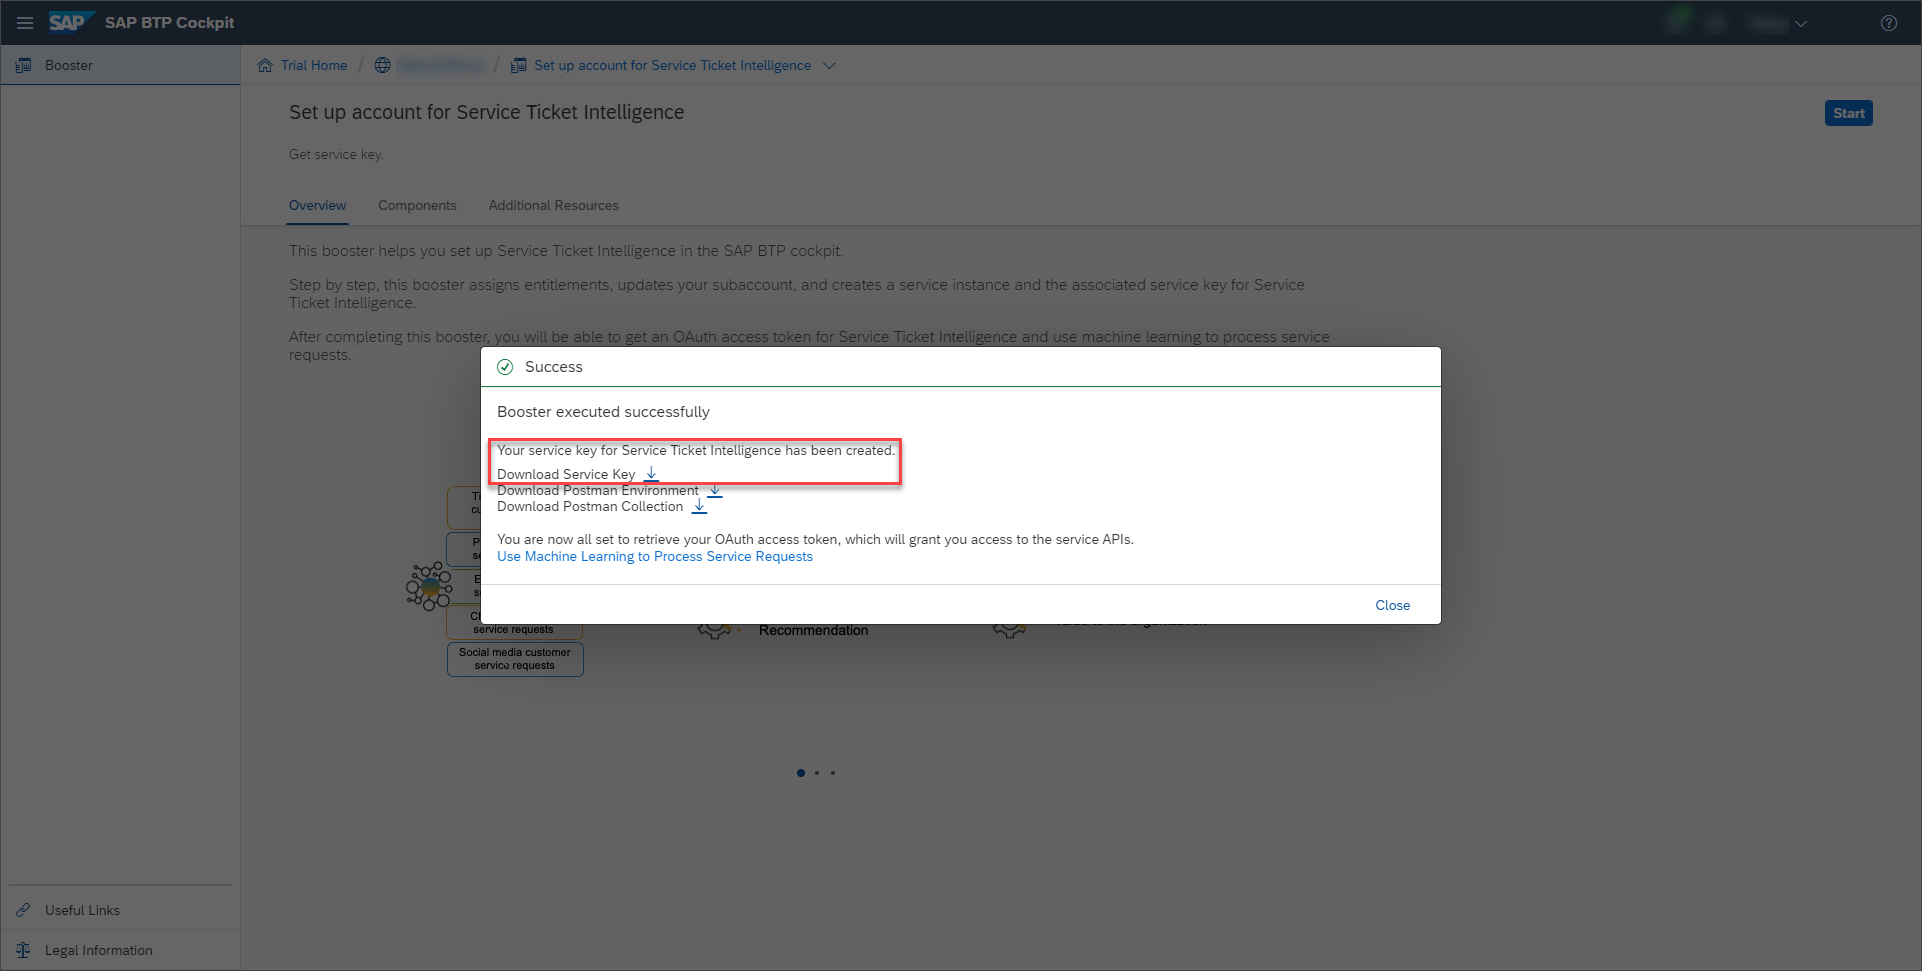 SAP SAP BTP Cockpit
Booster
Trial Home / / Set up account for Service Ticket Intelligence
Set up account for Service Ticket Intelligence
Start
Get service key.
Overview Components Additional Resources
This booster helps you set up Service Ticket Intelligence in the SAP BTP cockpit.
Step by step, this booster assigns entitlements, updates your subaccount, and creates a service instance and the associated service key for Service
Ticket Intelligence.
After completing this booster, you will be able to get an OAuth access token for Service Ticket Intelligence and use machine learning to process service
requests.
Success
Booster executed successfully
Your service key for Service Ticket Intelligence has been created.
Download Service Key
Download Postman Environment
Download Postman Collection
You are now all set to retrieve your OAuth access token, which will grant you access to the service APIs.
Use Machine Learning to Process Service Requests
Close
service requests
Recommendation
Social media customer
service requests
Useful Links
Legal Information